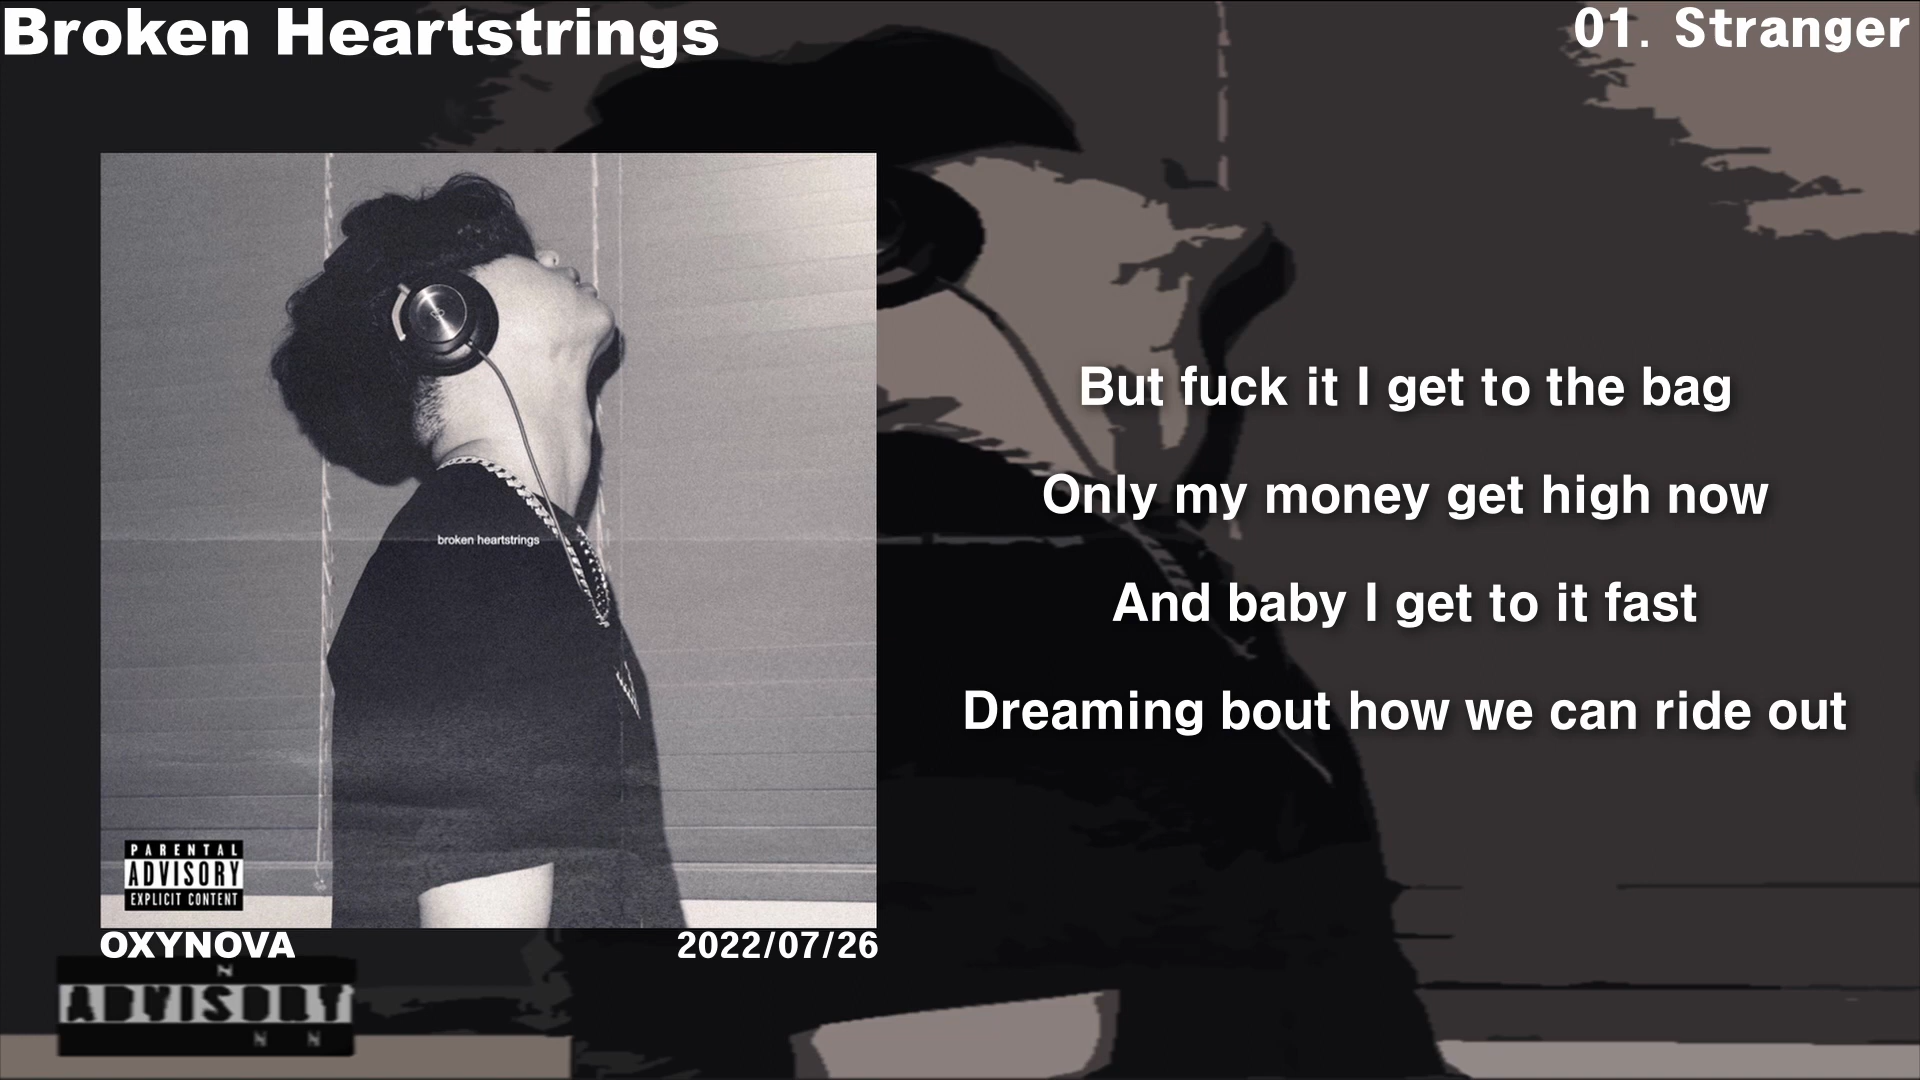 Broken Heartstrings
01. Stranger
broken heartstrings
PARENTAL
ADVISORY
EXPLICIT CONTENT
But fuck it I get to the bag
Only my money get high now
And baby I get to it fast
Dreaming bout how we can ride out
OXYNOVA
2022/07/26
ADVISORY